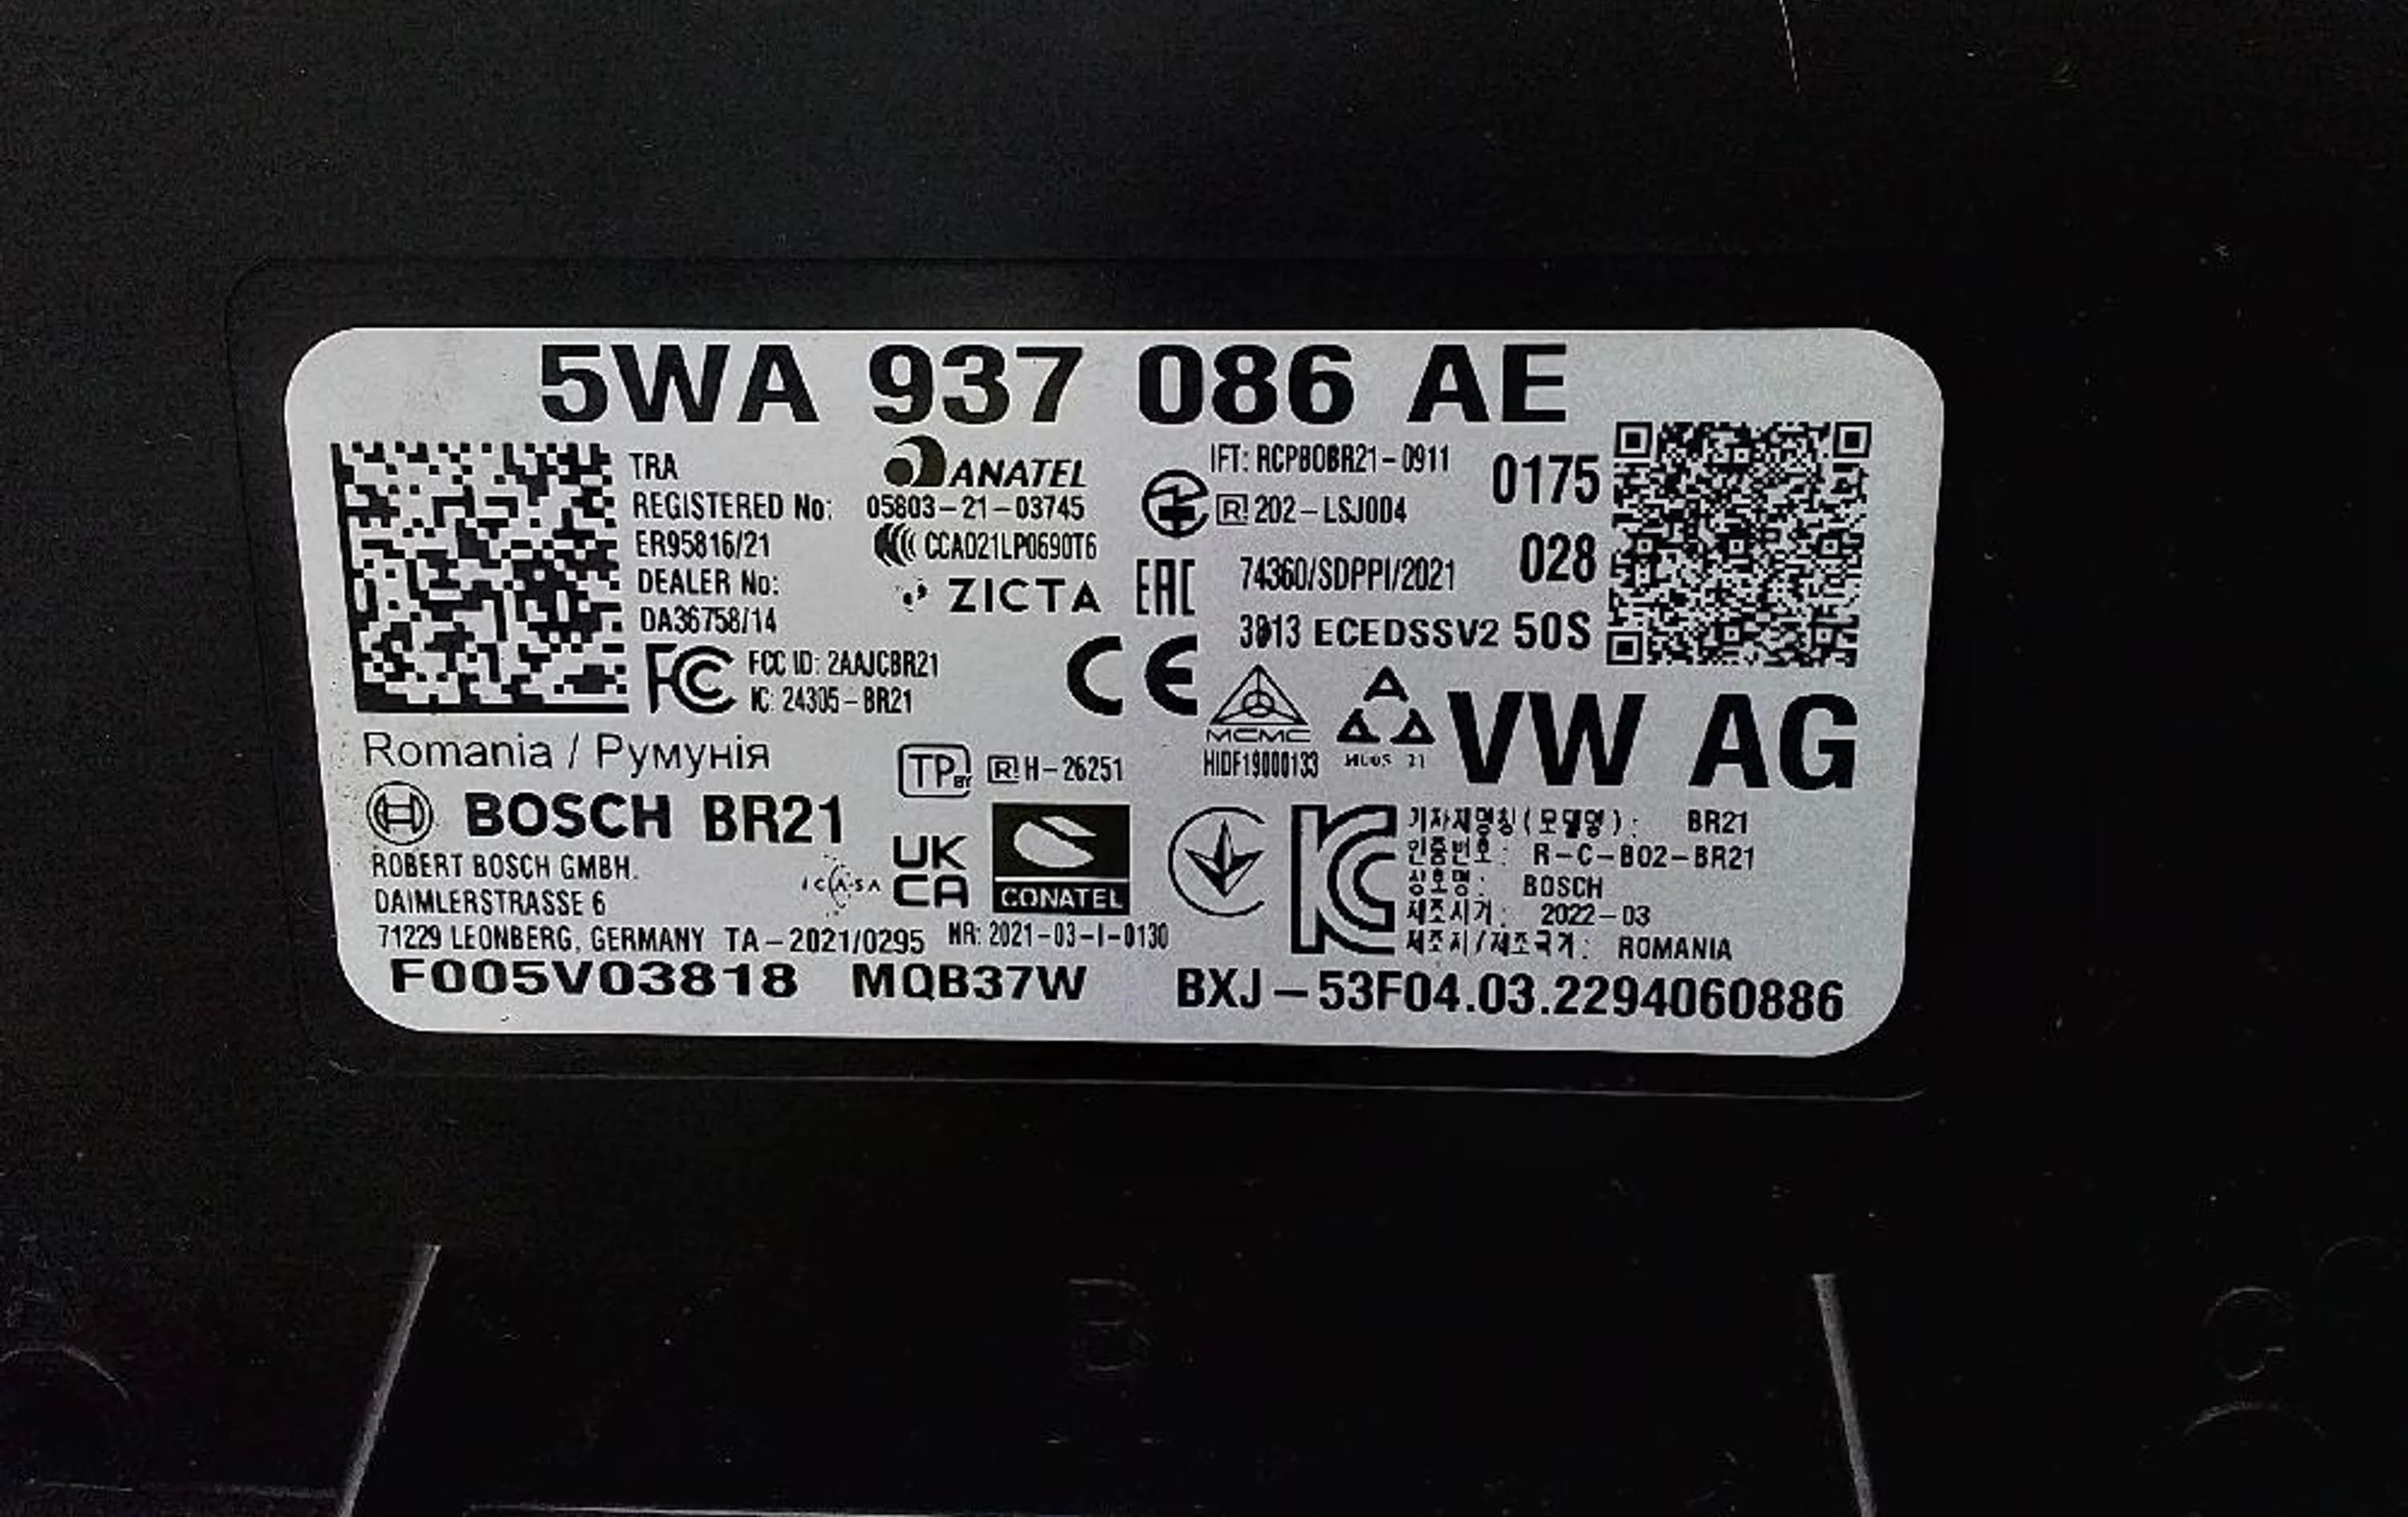 5WA 937 086 AE
TRA
REGISTERED No:
ER95816/21
DEALER No:
DA36758/14
FCC ID: 2AAJCBR21
IC: 24305-BR21
ANATEL
05803-21-03745
CCAO21LP0690T6
ZICTA
EAC
CE
IFT: RCPBOBR21-0911
R 202-LSJ004
74360/SDPPI/2021
3813 ECEDSSV2 50S
0175
028
MCMC
HIDF19000133
VW AG
Romania / Румунія
TP BY
R H-26251
BOSCH BR21
ROBERT BOSCH GMBH.
DAIMLERSTRASSE 6
71229 LEONBERG, GERMANY TA-2021/0295
ICASA
UK
CA
CONATEL
NR: 2021-03-I-0130
기자재명칭(모델명): BR21
인증번호: R-C-B02-BR21
상호명: BOSCH
제조시기: 2022-03
제조자/제조국가: ROMANIA
F005V03818 MQB37W BXJ-53F04.03.2294060886
B